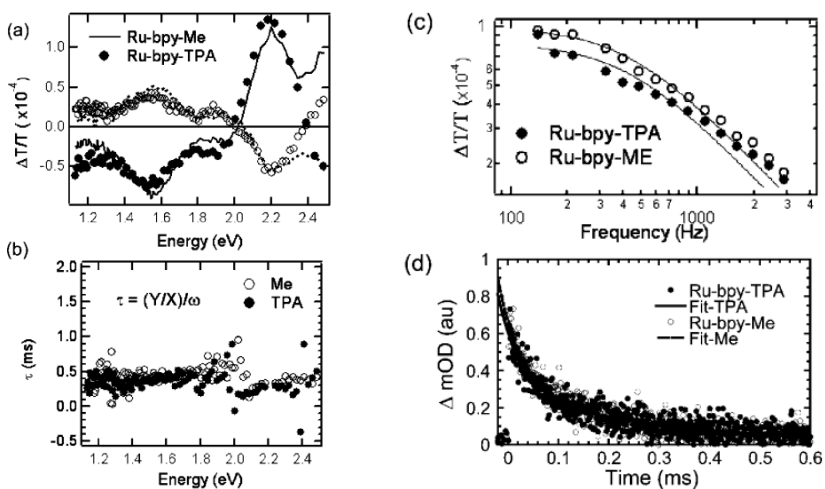 (a)
Ru-bpy-Me
Ru-bpy-TPA
ΔT/T (x10⁻⁴)
1.0
0.5
0.0
-0.5
1.2 1.4 1.6 1.8 2.0 2.2 2.4
Energy (eV)
(b)
2.0
1.5
1.0
0.5
0.0
-0.5
τ = (Y/X)/ω
Me
TPA
τ (ms)
1.2 1.4 1.6 1.8 2.0 2.2 2.4
Energy (eV)
(c)
1
6
4
3
2
ΔT/T (x10⁻⁴)
Ru-bpy-TPA
Ru-bpy-ME
100 2 3 4 5 6 7 1000 2 3 4
Frequency (Hz)
(d)
1
0.8
0.6
0.4
0.2
0
Δ mOD (au)
Ru-bpy-TPA
Fit-TPA
Ru-bpy-Me
Fit-Me
0 0.1 0.2 0.3 0.4 0.5 0.6
Time (ms)